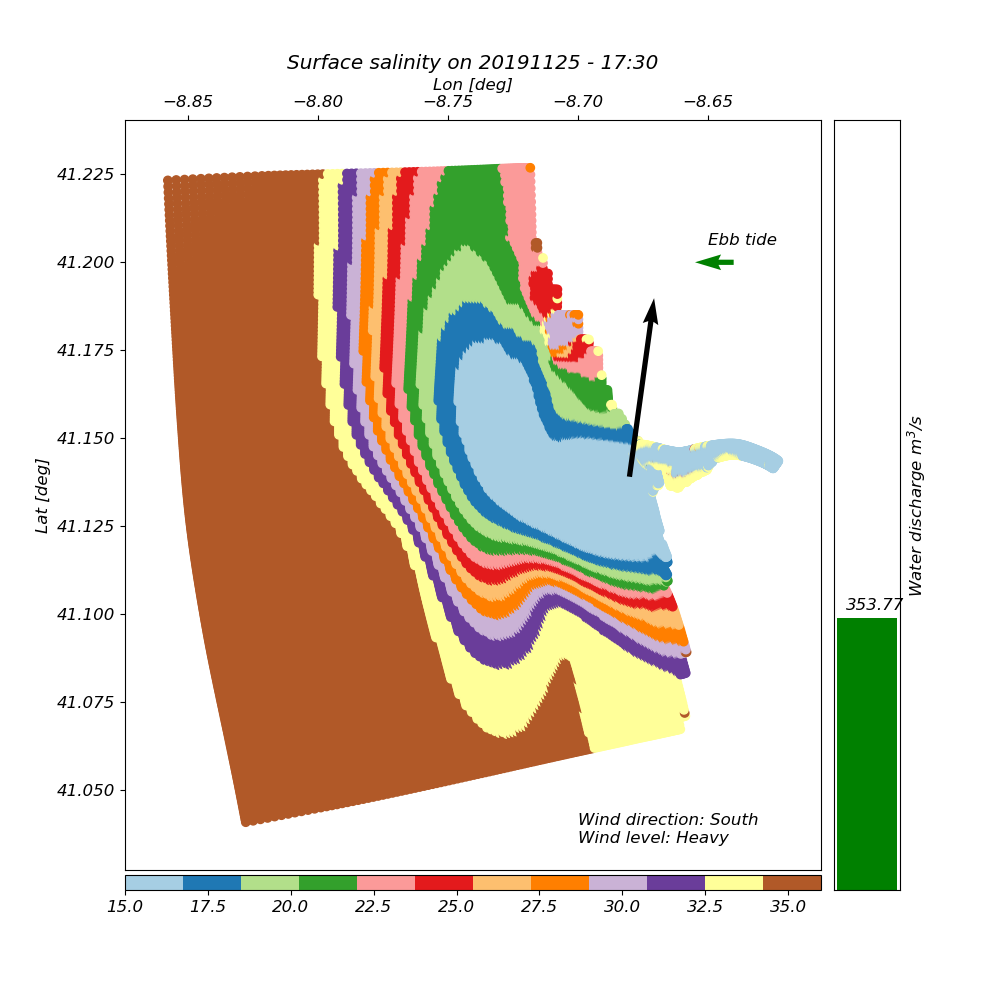 Surface salinity on 20191125 - 17:30
Lon [deg]
−8.85 −8.80 −8.75 −8.70 −8.65
41.225
41.200
41.175
41.150
41.125
41.100
41.075
41.050
Lat [deg]
Ebb tide
Wind direction: South
Wind level: Heavy
353.77
Water discharge m³/s
15.0 17.5 20.0 22.5 25.0 27.5 30.0 32.5 35.0